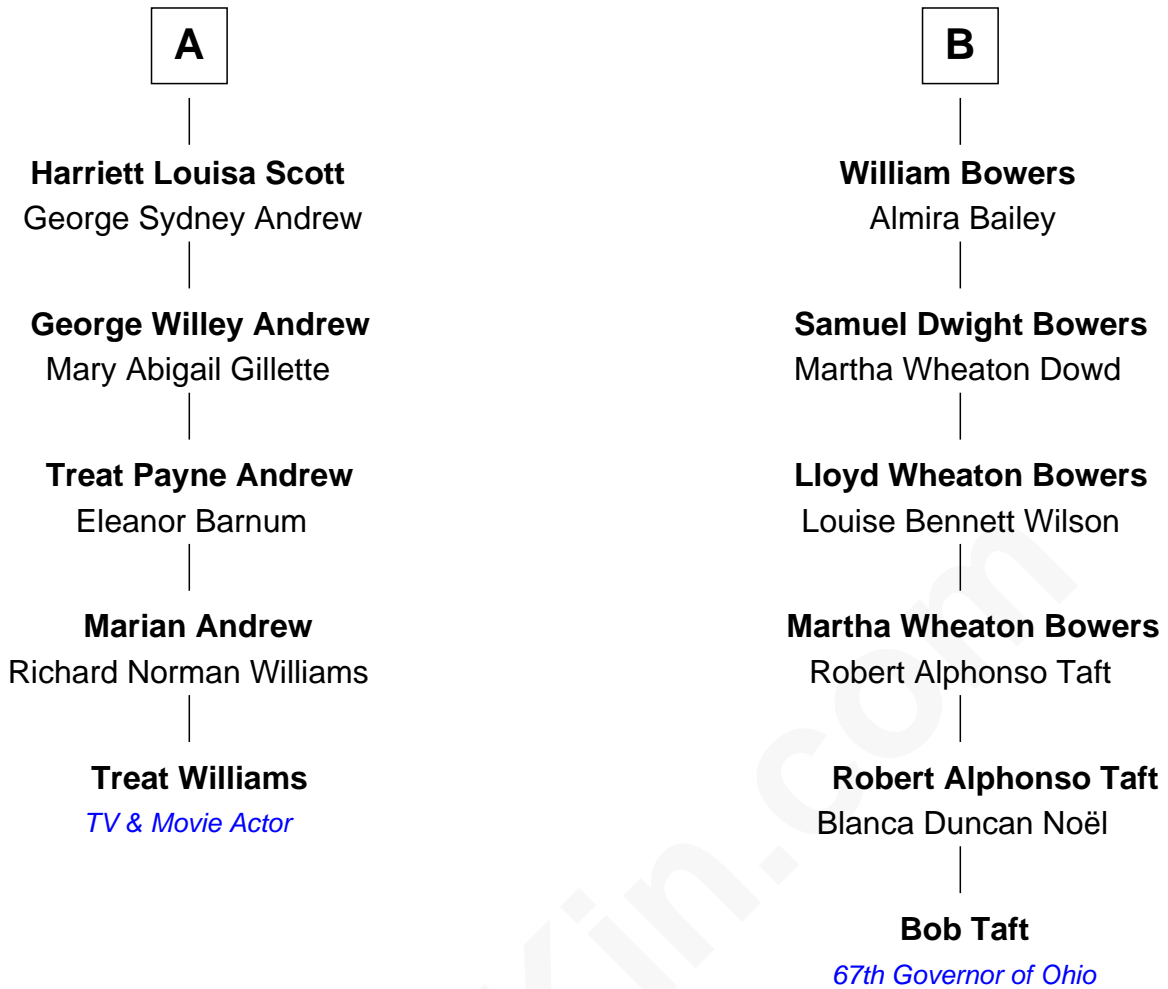 A
Harriett Louisa Scott
George Sydney Andrew
George Willey Andrew
Mary Abigail Gillette
Treat Payne Andrew
Eleanor Barnum
Marian Andrew
Richard Norman Williams
Treat Williams
TV & Movie Actor
B
William Bowers
Almira Bailey
Samuel Dwight Bowers
Martha Wheaton Dowd
Lloyd Wheaton Bowers
Louise Bennett Wilson
Martha Wheaton Bowers
Robert Alphonso Taft
Robert Alphonso Taft
Blanca Duncan Noël
Bob Taft
67th Governor of Ohio
Kin.com